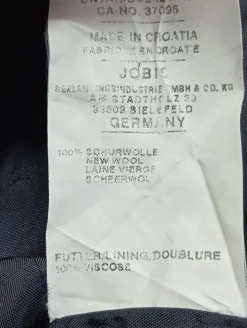 CA-NO. 37095
MADE IN CROATIA
FABRIQUE EN CROATIE
JOBIS
BEKLEIDUNGSINDUSTRIE GMBH & CO. KG
AM STADTHOLZ 39
33609 BIELEFELD
GERMANY
100% SCHURWOLLE
NEW WOOL
LAINE VIERGE
SCHEERWOL
FUTTER/LINING/DOUBLURE
100% VISCOSE